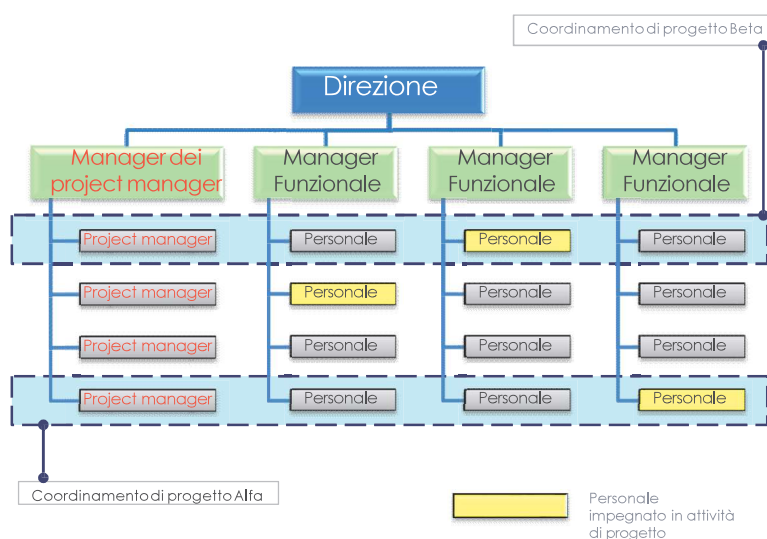 Coordinamento di progetto Beta
Direzione
Manager dei
project manager
Manager
Funzionale
Manager
Funzionale
Manager
Funzionale
Project manager
Personale
Personale
Personale
Project manager
Personale
Personale
Personale
Project manager
Personale
Personale
Personale
Project manager
Personale
Personale
Personale
Coordinamento di progetto Alfa
Personale
impegnato in attività
di progetto